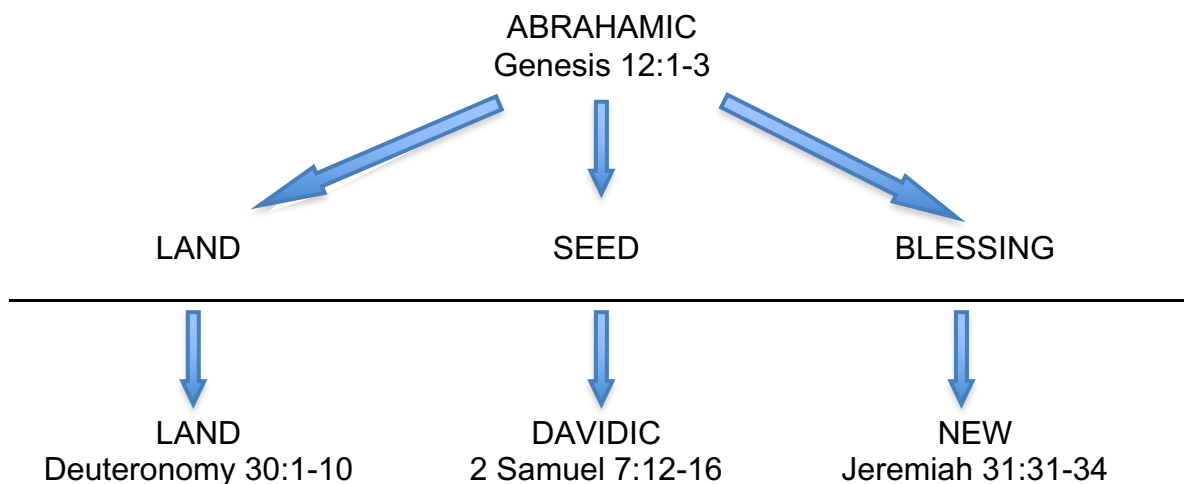 ABRAHAMIC
Genesis 12:1-3
LAND
SEED
BLESSING
LAND
DAVIDIC
NEW
Deuteronomy 30:1-10
2 Samuel 7:12-16
Jeremiah 31:31-34